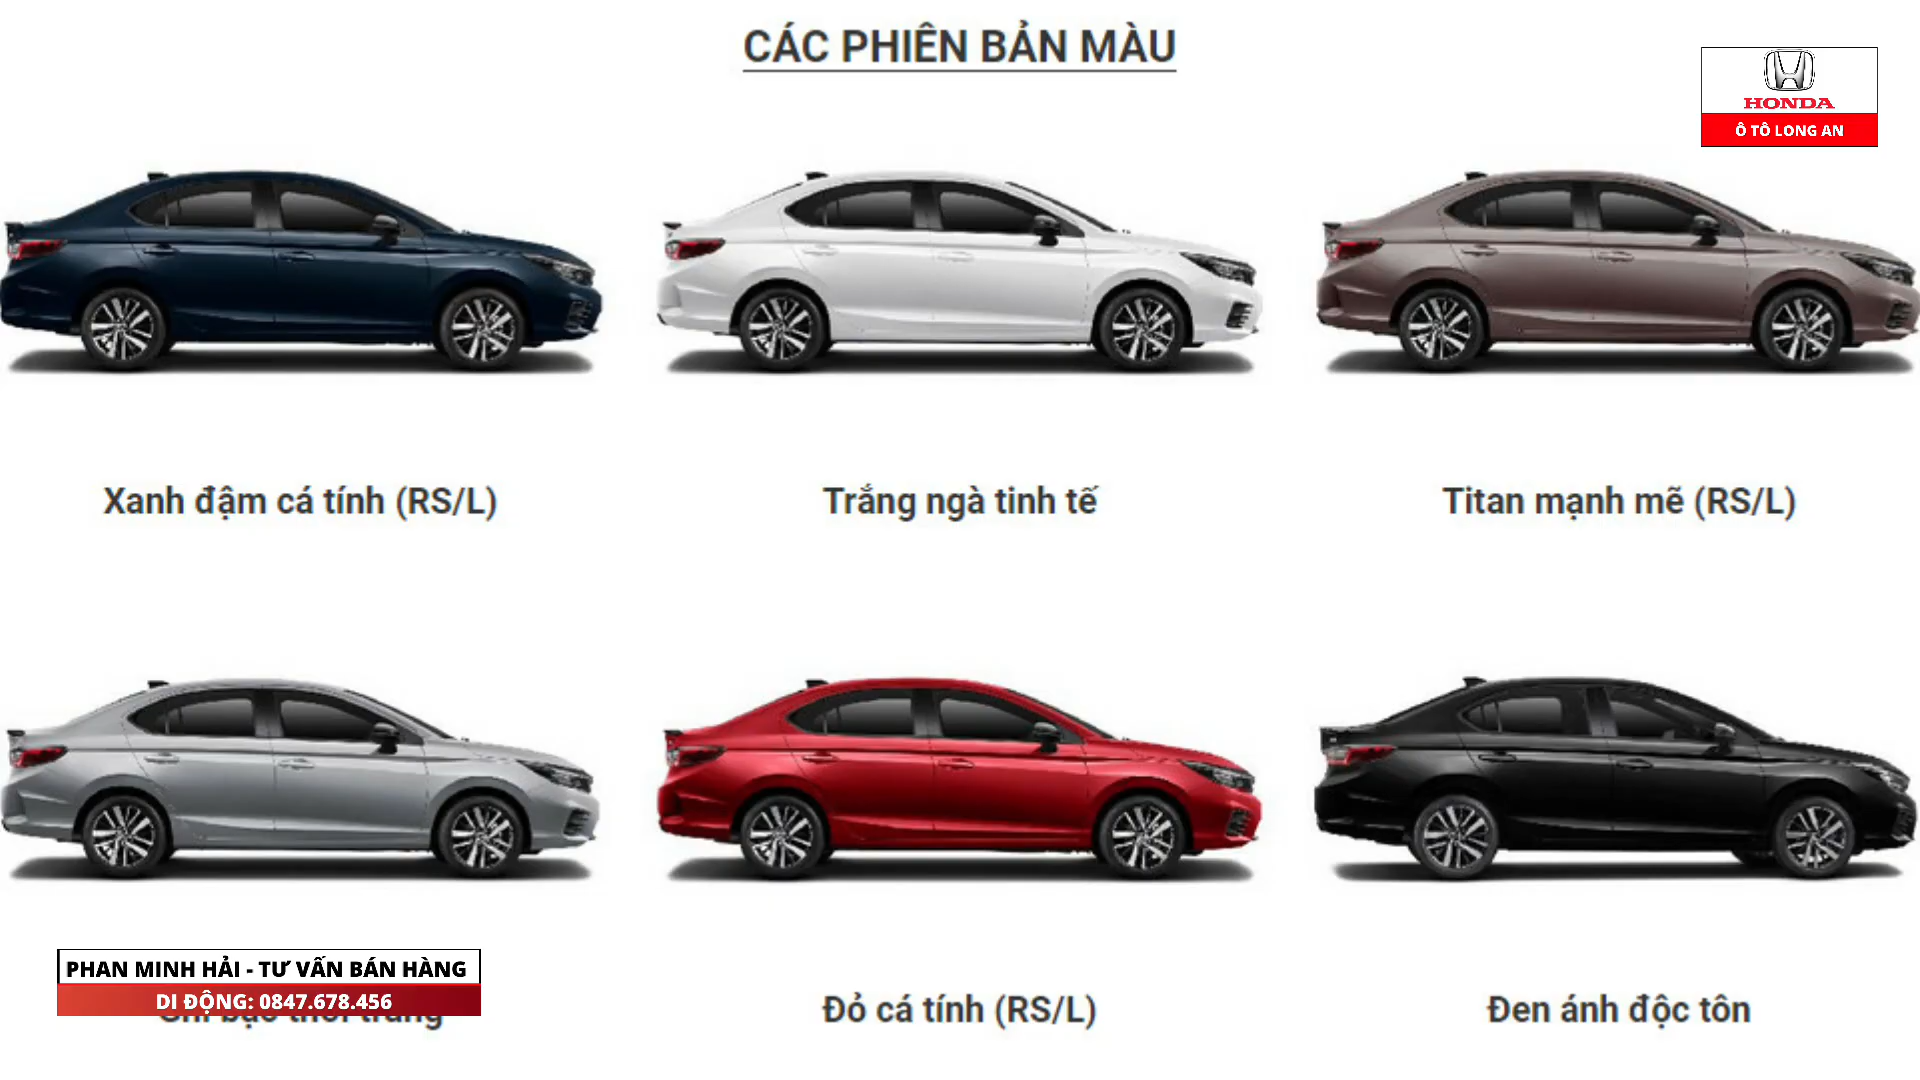 CÁC PHIÊN BẢN MÀU
HONDA
Ô TÔ LONG AN
Xanh đậm cá tính (RS/L)
Trắng ngà tinh tế
Titan mạnh mẽ (RS/L)
PHAN MINH HẢI - TƯ VẤN BÁN HÀNG
DI ĐỘNG: 0847.678.456
Đỏ cá tính (RS/L)
Đen ánh độc tôn